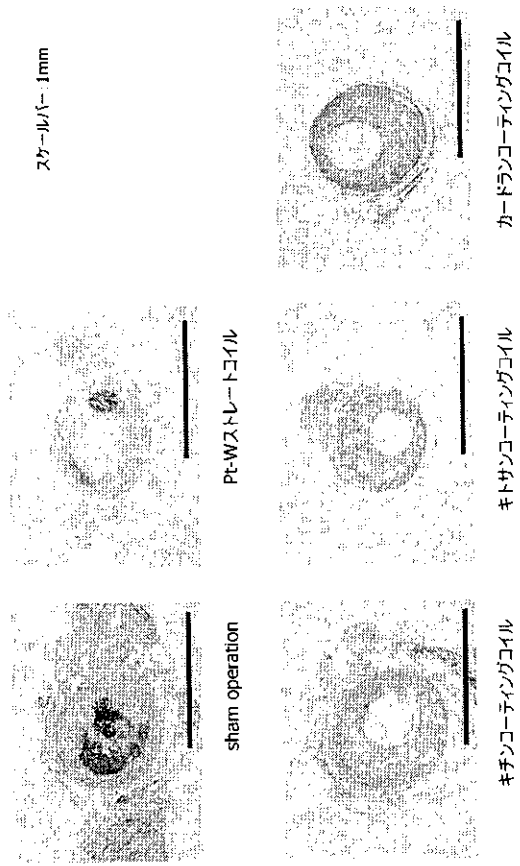 スケールバー :1mm
sham operation
Pt-Wストレートコイル
キチンコーティングコイル
キトサンコーティングコイル
カードランコーティングコイル